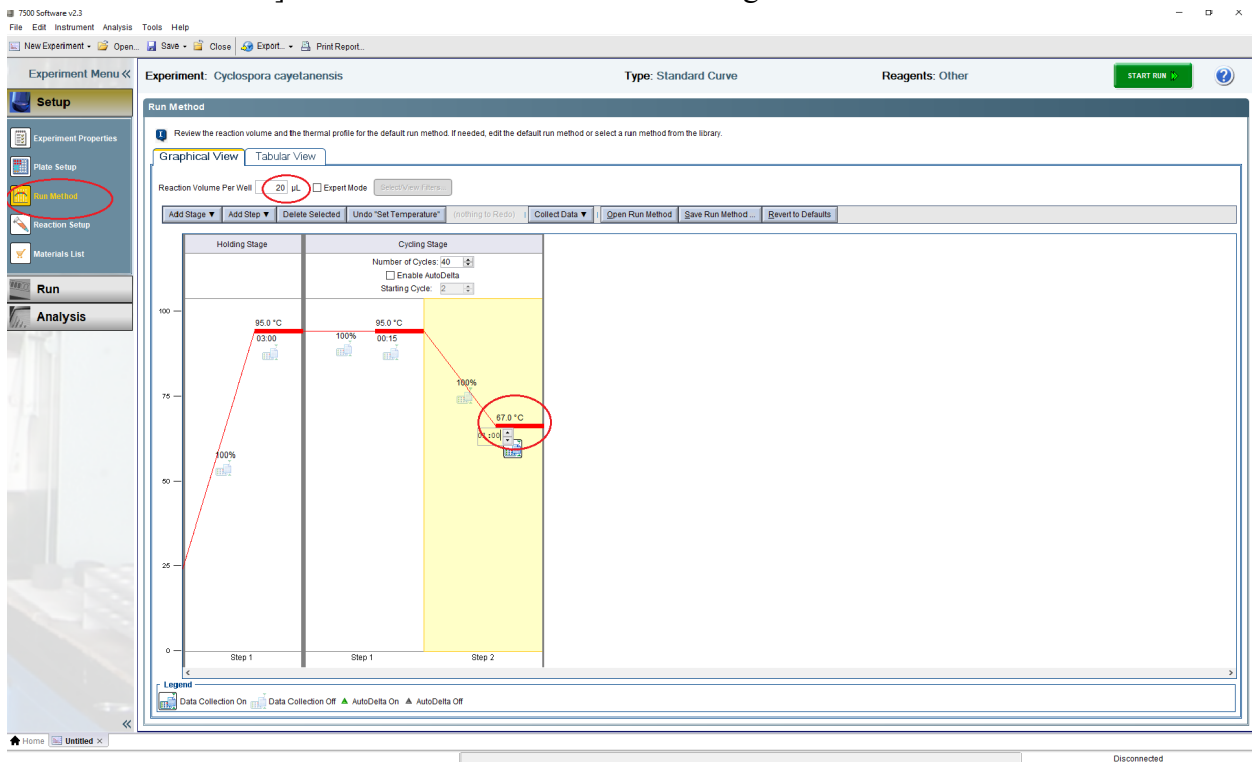 7500 Software v2.3
File Edit Instrument Analysis Tools Help
New Experiment Open... Save Close Export... Print Report...
Experiment Menu «
Experiment: Cyclospora cayetanensis Type: Standard Curve Reagents: Other START RUN
Setup
Run Method
Experiment Properties
Plate Setup
Run Method
Reaction Setup
Materials List
Run
Analysis
Review the reaction volume and the thermal profile for the default run method. If needed, edit the default run method or select a run method from the library.
Graphical View Tabular View
Reaction Volume Per Well 20 µL Expert Mode Select/View Filters...
Add Stage ▼ Add Step ▼ Delete Selected Undo "Set Temperature" (nothing to Redo) Collect Data ▼ Open Run Method Save Run Method ... Revert to Defaults
Holding Stage Cycling Stage
Number of Cycles: 40
Enable AutoDelta
Starting Cycle: 2
100
95.0 °C 95.0 °C
03:00 100% 00:15
100%
75
67.0 °C
01:00
100%
50
25
0
Step 1 Step 1 Step 2
Legend
Data Collection On Data Collection Off ▲ AutoDelta On ▲ AutoDelta Off
«
Home Untitled ×
Disconnected